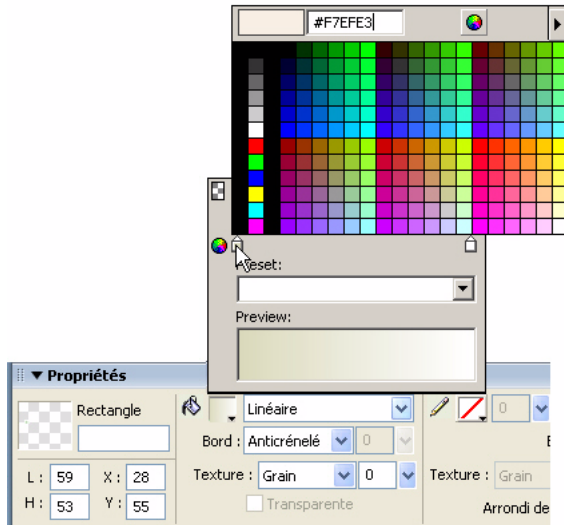 #F7EFE3
Preset:
Preview:
Propriétés
Rectangle
Linéaire
0
Bord : Anticrénelé
0
L : 59 X : 28
Texture : Grain
0
Texture : Grain
H : 53 Y : 55
Transparente
Arrondi de